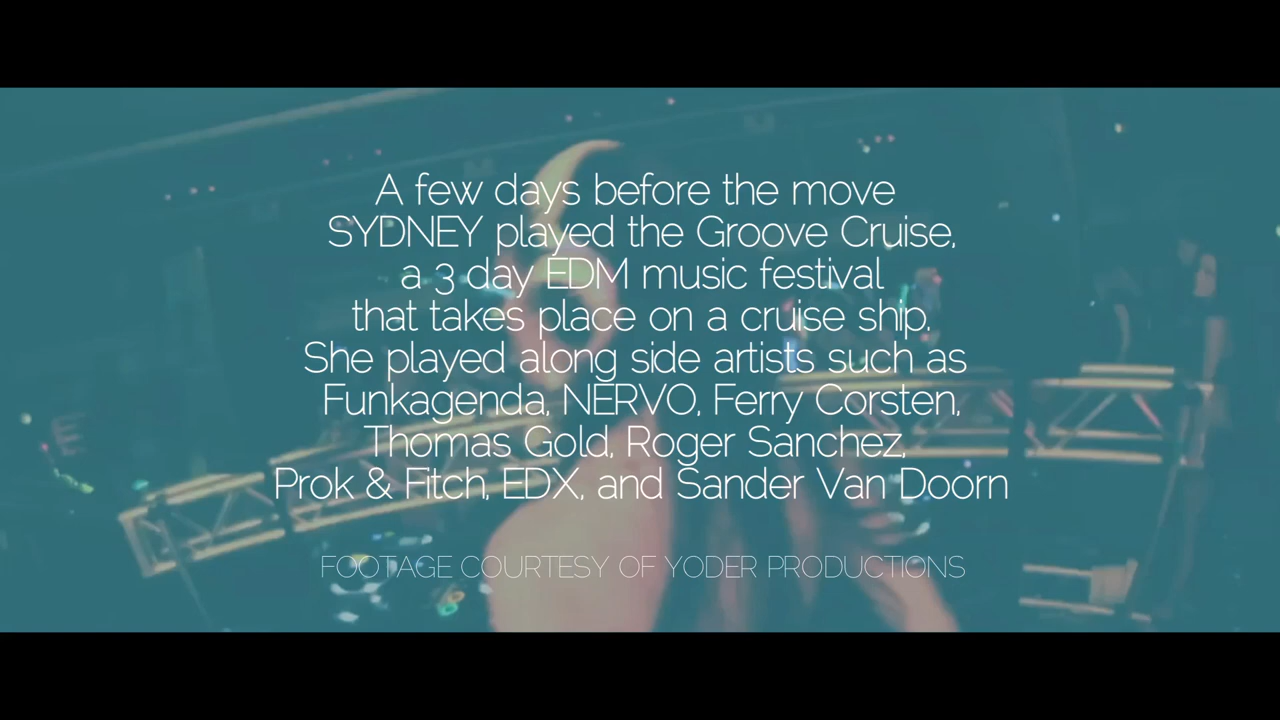 A few days before the move
SYDNEY played the Groove Cruise,
a 3 day EDM music festival
that takes place on a cruise ship.
She played along side artists such as
Funkagenda, NERVO, Ferry Corsten,
Thomas Gold, Roger Sanchez,
Prok & Fitch, EDX, and Sander Van Doorn
FOOTAGE COURTESY OF YODER PRODUCTIONS